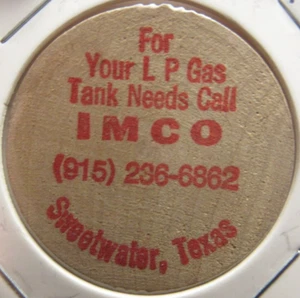 For
Your L P Gas
Tank Needs Call
IMCO
(915) 236-6862
Sweetwater, Texas